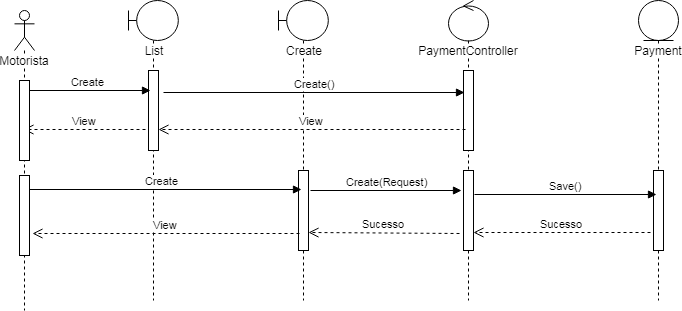 Motorista
List
Create
PaymentController
Payment
Create
Create()
View
View
Create
Create(Request)
Save()
View
Sucesso
Sucesso